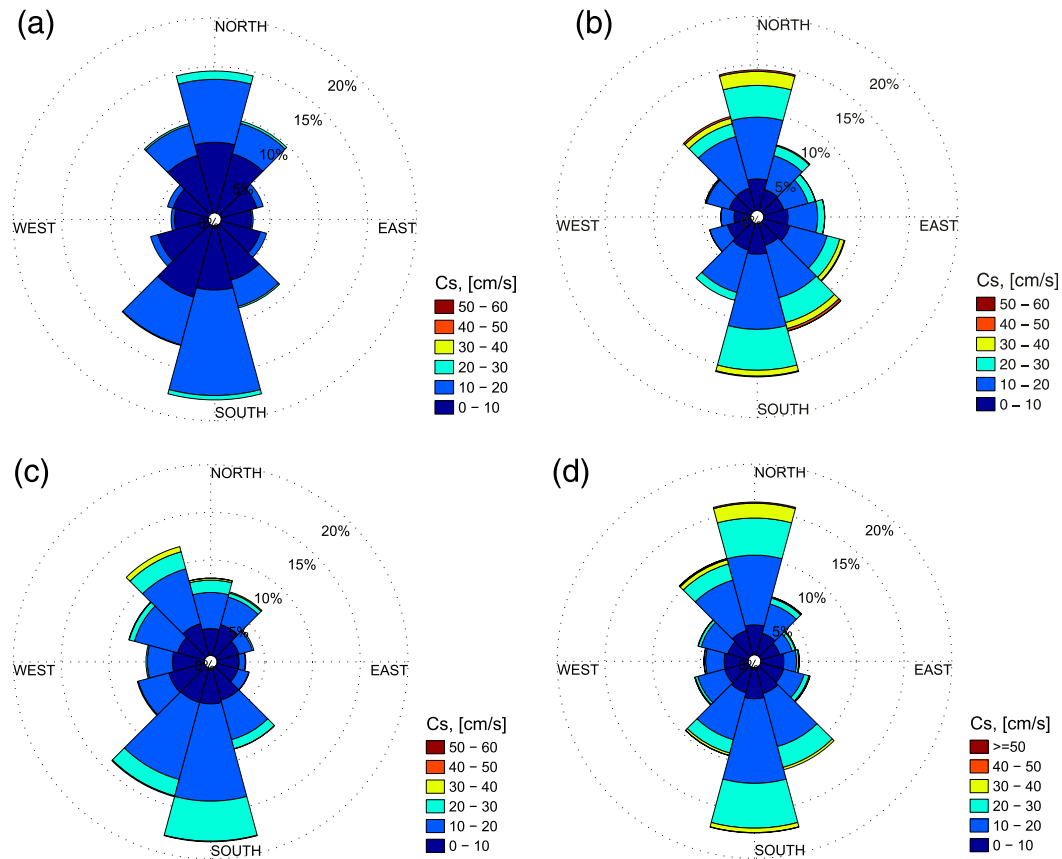 (a)
NORTH
20%
15%
10%
5%
WEST
EAST
SOUTH
Cs, [cm/s]
50 – 60
40 – 50
30 – 40
20 – 30
10 – 20
0 – 10
(b)
NORTH
20%
15%
10%
5%
WEST
EAST
SOUTH
Cs, [cm/s]
50 – 60
40 – 50
30 – 40
20 – 30
10 – 20
0 – 10
(c)
NORTH
20%
15%
10%
5%
WEST
EAST
SOUTH
Cs, [cm/s]
50 – 60
40 – 50
30 – 40
20 – 30
10 – 20
0 – 10
(d)
NORTH
20%
15%
10%
5%
WEST
EAST
SOUTH
Cs, [cm/s]
>=50
40 – 50
30 – 40
20 – 30
10 – 20
0 – 10